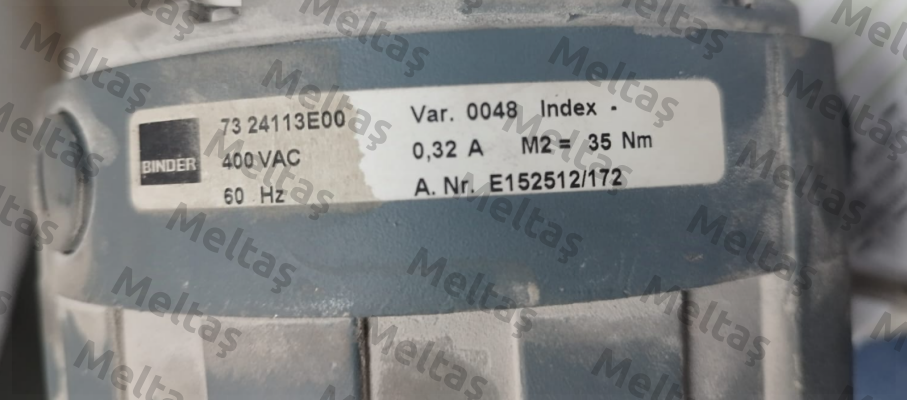 BINDER
73 24113E00
400 VAC
60 Hz
Var. 0048 Index -
0,32 A M2 = 35 Nm
A. Nr. E152512/172
Meltaş